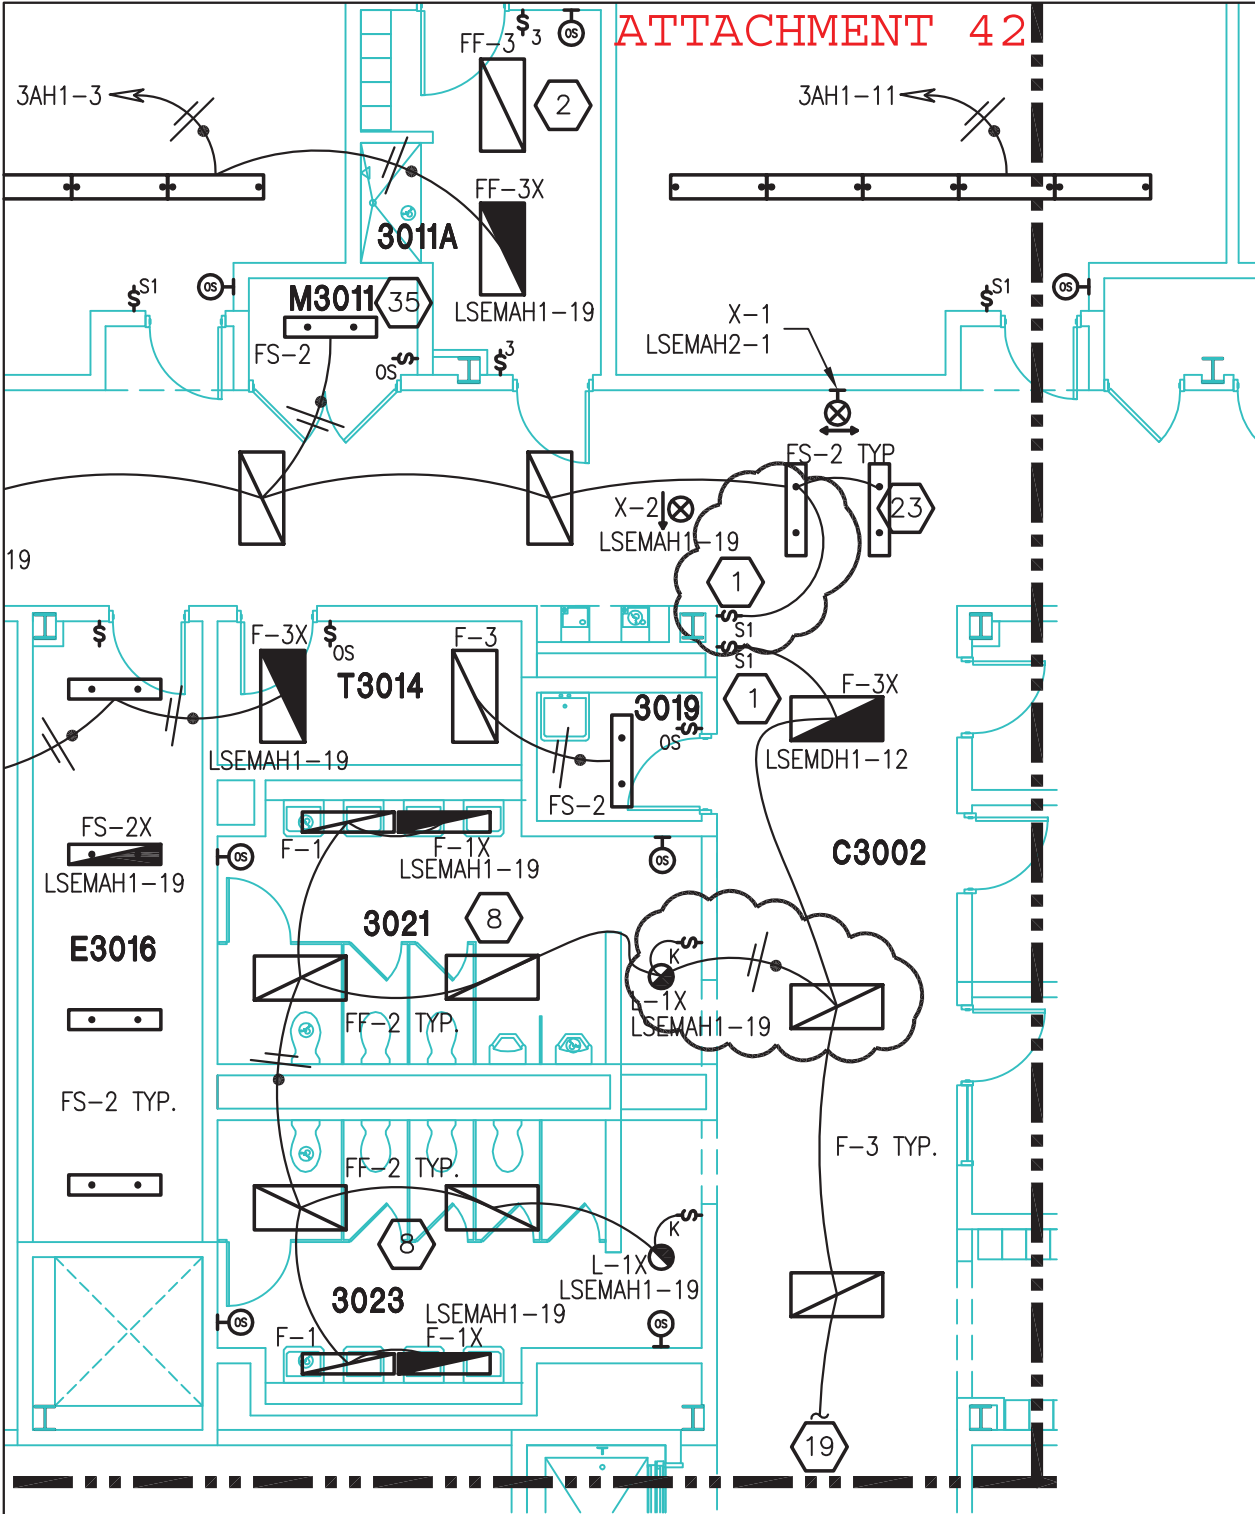 ATTACHMENT 42
$3
OS
FF-3
2
3AH1-3
3AH1-11
FF-3X
3011A
LSEMAH1-19
$S1
OS
M3011
35
FS-2
OS$
$3
X-1
LSEMAH2-1
$S1
OS
FS-2 TYP
23
X-2
LSEMAH1-19
19
1
$
S1
$
S1
1
$
F-3X
$OS
F-3
T3014
3019
$
OS
F-3X
LSEMDH1-12
LSEMAH1-19
FS-2
FS-2X
LSEMAH1-19
OS
F-1
F-1X
LSEMAH1-19
OS
C3002
3021
8
E3016
$
K
L-1X
LSEMAH1-19
FF-2 TYP.
FS-2 TYP.
F-3 TYP.
FF-2 TYP.
8
$
K
L-1X
LSEMAH1-19
3023
LSEMAH1-19
OS
F-1
F-1X
OS
19